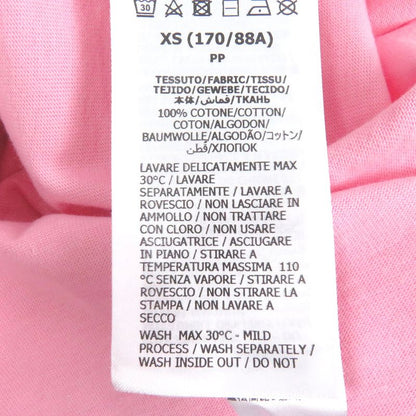 30
XS (170/88A)
PP
TESSUTO/FABRIC/TISSU/
TEJIDO/GEWEBE/TECIDO/
本体/قماش/ТКАНЬ
100% COTONE/COTTON/
COTON/ALGODON/
BAUMWOLLE/ALGODÃO/コットン/
قطن/ХЛОПОК
LAVARE DELICATAMENTE MAX
30°C / LAVARE
SEPARATAMENTE / LAVARE A
ROVESCIO / NON LASCIARE IN
AMMOLLO / NON TRATTARE
CON CLORO / NON USARE
ASCIUGATRICE / ASCIUGARE
IN PIANO / STIRARE A
TEMPERATURA MASSIMA 110
°C SENZA VAPORE / STIRARE A
ROVESCIO / NON STIRARE LA
STAMPA / NON LAVARE A
SECCO
WASH MAX 30°C - MILD
PROCESS / WASH SEPARATELY /
WASH INSIDE OUT / DO NOT